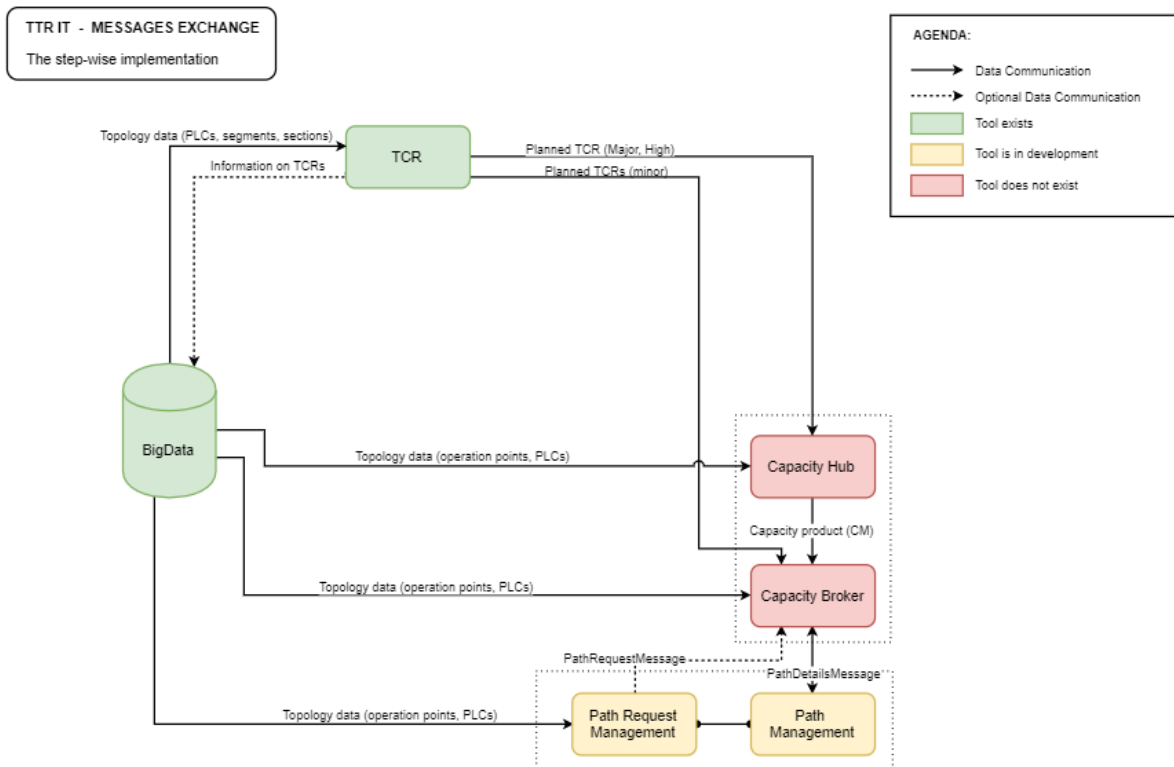 TTR IT - MESSAGES EXCHANGE
The step-wise implementation
AGENDA:
Data Communication
Optional Data Communication
Tool exists
Tool is in development
Tool does not exist
Topology data (PLCs, segments, sections)
Information on TCRs
TCR
Planned TCR (Major, High)
Planned TCRs (minor)
BigData
Topology data (operation points, PLCs)
Capacity Hub
Capacity product (CM)
Topology data (operation points, PLCs)
Capacity Broker
PathRequestMessage
PathDetailsMessage
Topology data (operation points, PLCs)
Path Request
Management
Path
Management